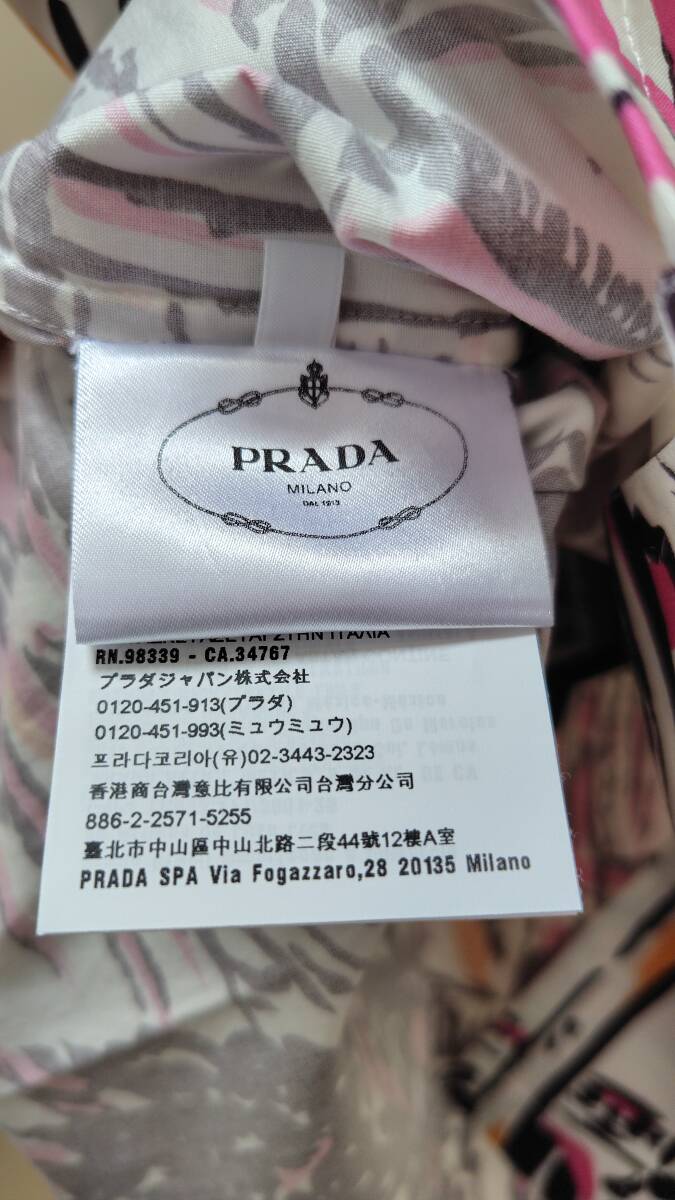 PRADA
MILANO
DAL 1913
RN.98339 - CA.34767
プラダジャパン株式会社
0120-451-913(プラダ)
0120-451-993(ミュウミュウ)
프라다코리아(유)02-3443-2323
香港商台灣意比有限公司台灣分公司
886-2-2571-5255
臺北市中山區中山北路二段44號12樓A室
PRADA SPA Via Fogazzaro,28 20135 Milano